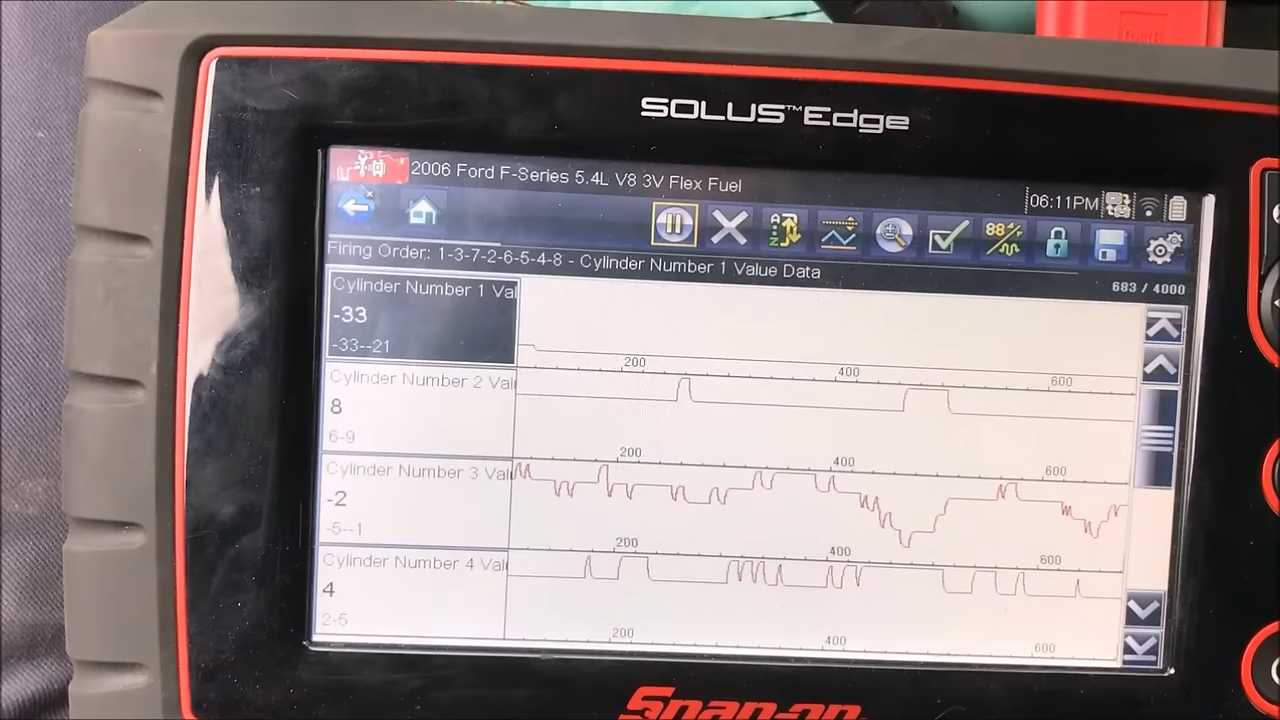 SOLUS™Edge
2006 Ford F-Series 5.4L V8 3V Flex Fuel
06:11PM
Firing Order:: 1-3-7-2-6-5-4-8 - Cylinder Number 1 Value Data
683 / 4000
Cylinder Number 1 Val
-33
-33--21
200 400 600
Cylinder Number 2 Val
8
6-9
200 400 600
Cylinder Number 3 Val
-2
-5--1
200 400 600
Cylinder Number 4 Val
4
2-5
200 400 600
Snap-on